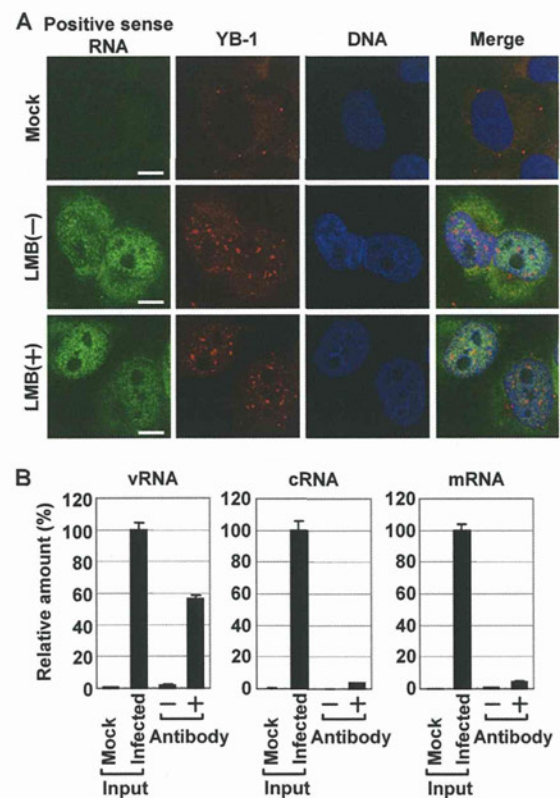 A
Positive sense RNA YB-1 DNA Merge
Mock
LMB(−)
LMB(+)
B
vRNA cRNA mRNA
Relative amount (%)
120 120 120
100 100 100
80 80 80
60 60 60
40 40 40
20 20 20
0 0 0
Mock Infected − + Mock Infected − + Mock Infected − +
Antibody Antibody Antibody
Input Input Input